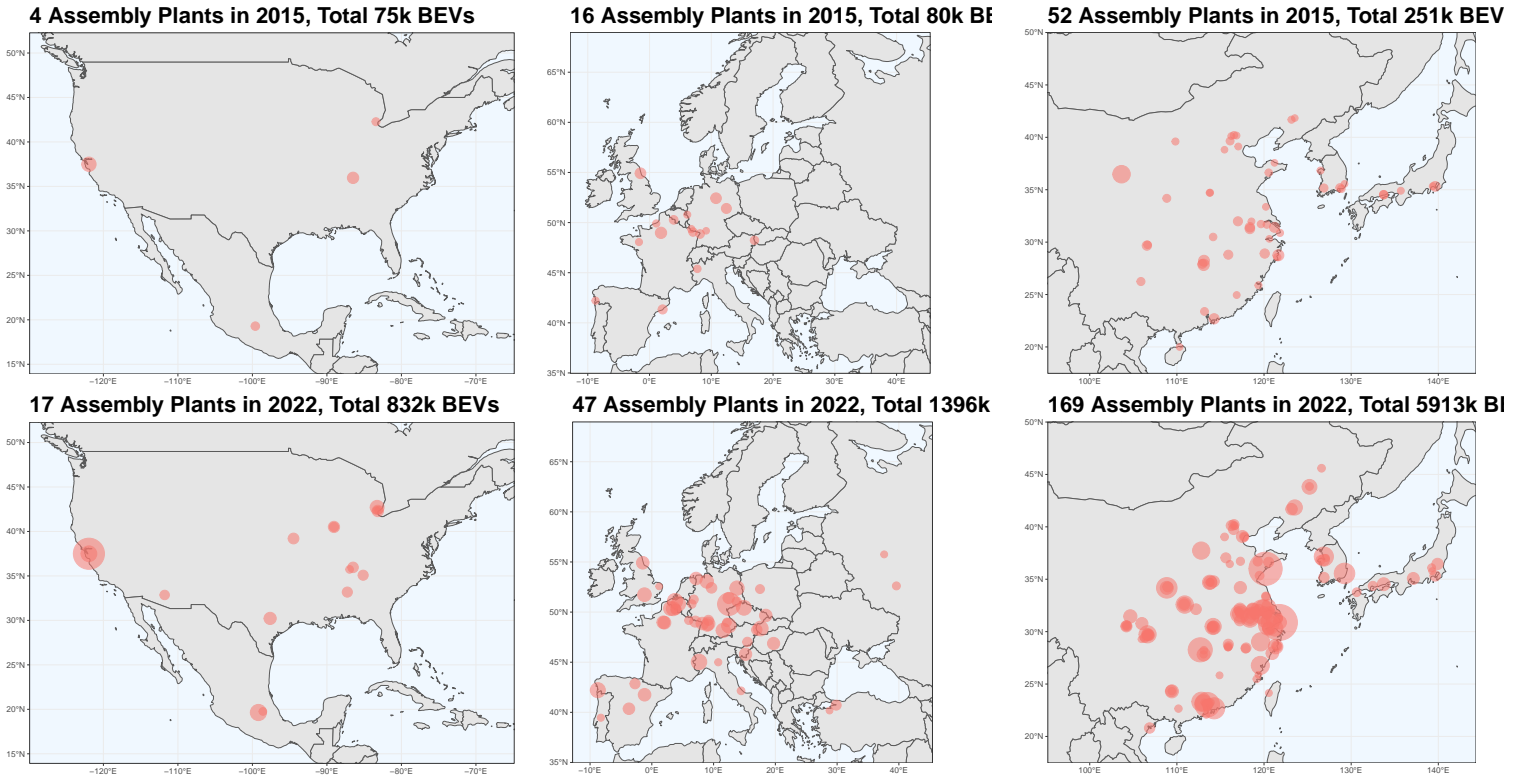 4 Assembly Plants in 2015, Total 75k BEVs
50°N
45°N
40°N
35°N
30°N
25°N
20°N
15°N
−120°E −110°E −100°E −90°E −80°E −70°E
16 Assembly Plants in 2015, Total 80k BE
65°N
60°N
55°N
50°N
45°N
40°N
35°N
−10°E 0°E 10°E 20°E 30°E 40°E
52 Assembly Plants in 2015, Total 251k BEV
50°N
45°N
40°N
35°N
30°N
25°N
20°N
100°E 110°E 120°E 130°E 140°E
17 Assembly Plants in 2022, Total 832k BEVs
50°N
45°N
40°N
35°N
30°N
25°N
20°N
15°N
−120°E −110°E −100°E −90°E −80°E −70°E
47 Assembly Plants in 2022, Total 1396k
65°N
60°N
55°N
50°N
45°N
40°N
35°N
−10°E 0°E 10°E 20°E 30°E 40°E
169 Assembly Plants in 2022, Total 5913k B
50°N
45°N
40°N
35°N
30°N
25°N
20°N
100°E 110°E 120°E 130°E 140°E